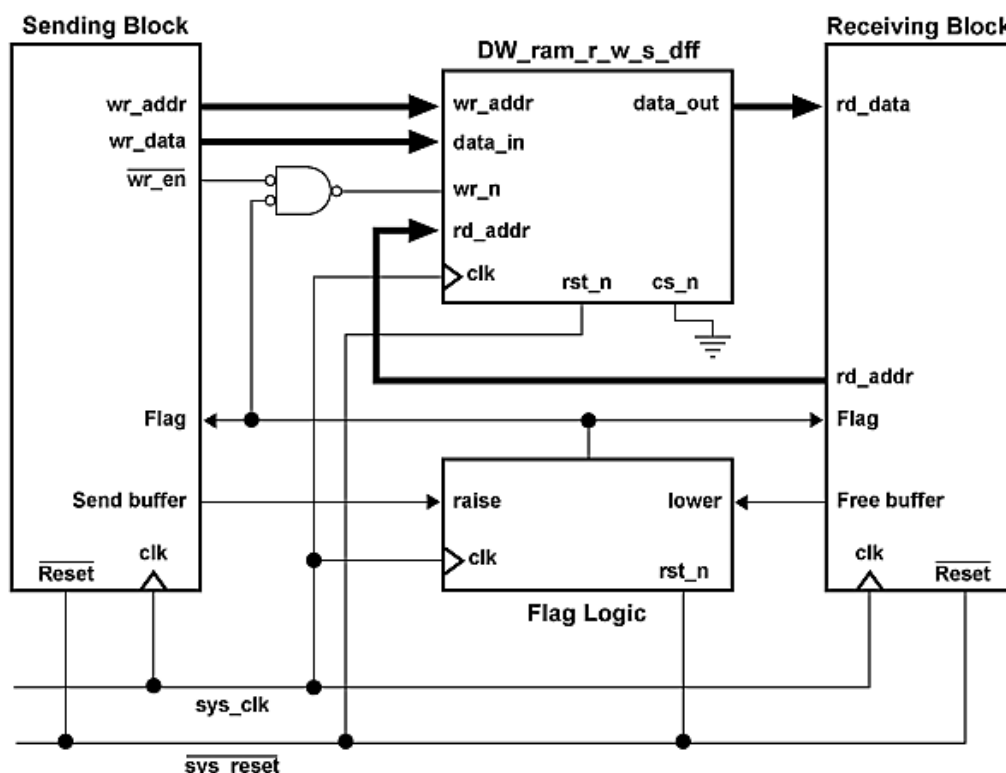 Sending Block
Receiving Block
DW_ram_r_w_s_dff
wr_addr
wr_addr
data_out
rd_data
wr_data
data_in
wr_en
wr_n
rd_addr
clk
rst_n
cs_n
rd_addr
Flag
Flag
Send buffer
raise
lower
Free buffer
clk
clk
clk
Reset
rst_n
Reset
Flag Logic
sys_clk
sys_reset